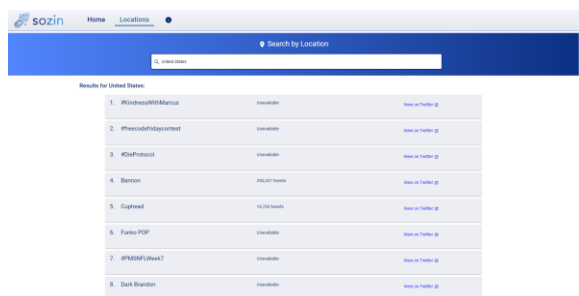 sozin Home Locations
Search by Location
United States
Results for United States:
1. #KindnessWithMarcus Unavailable View on Twitter
2. #freecodefridaycontest Unavailable View on Twitter
3. #DieProtocol Unavailable View on Twitter
4. Bannon tweets View on Twitter
5. Cuphead tweets View on Twitter
6. Funko POP Unavailable View on Twitter
7. #PMSNFLWeek7 Unavailable View on Twitter
8. Dark Brandon Unavailable View on Twitter